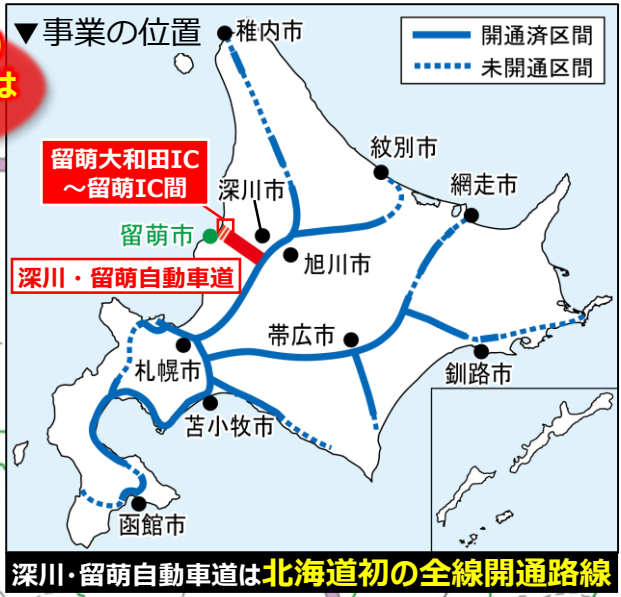 は
▼事業の位置
開通済区間
未開通区間
稚内市
紋別市
網走市
留萌大和田IC
～留萌IC間
深川市
留萌市
旭川市
深川・留萌自動車道
帯広市
札幌市
釧路市
苫小牧市
函館市
深川・留萌自動車道は北海道初の全線開通路線